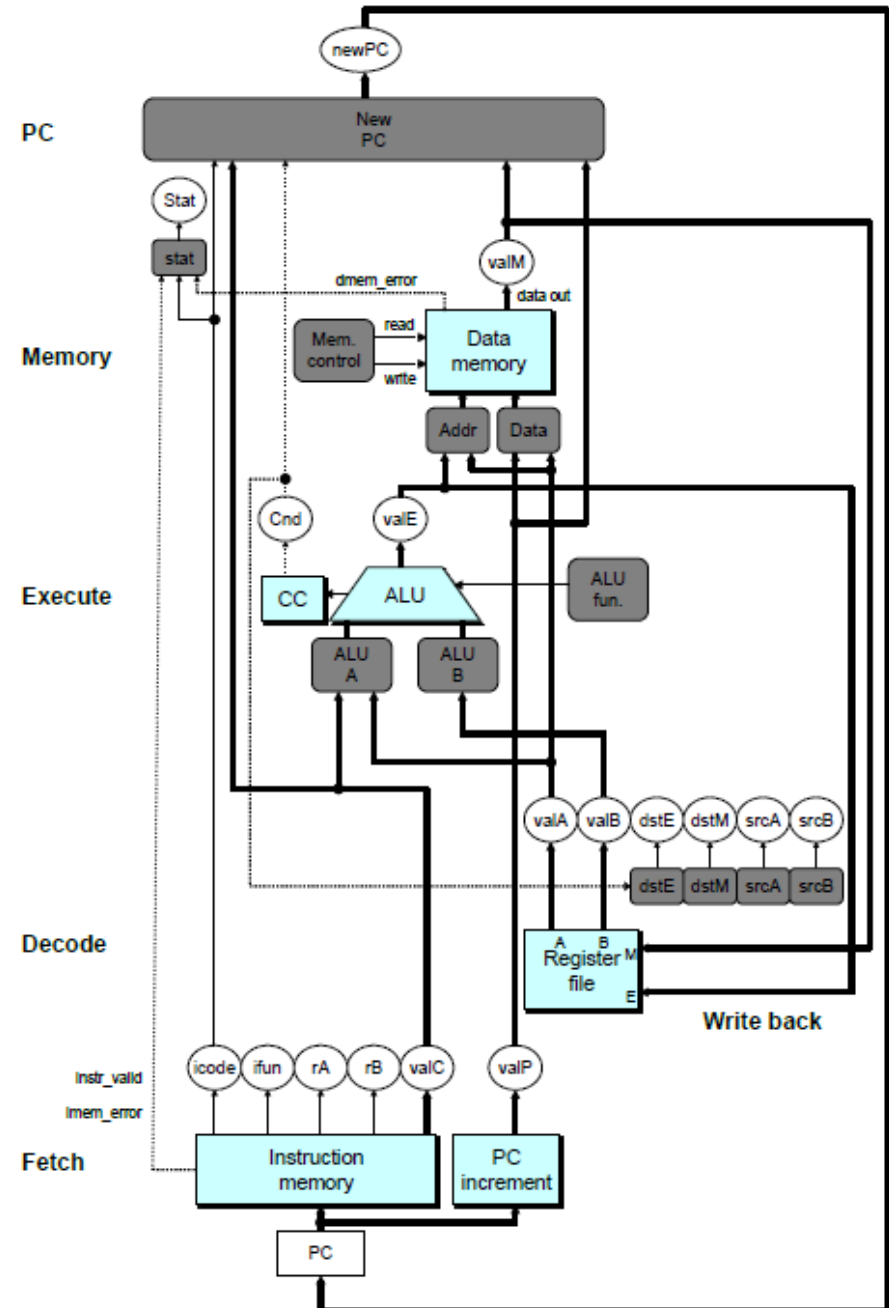 newPC
PC
New
PC
Stat
stat
valM
dmem_error
data out
Memory
Mem.
control
read
write
Data
memory
Addr
Data
Cnd
valE
Execute
CC
ALU
ALU
fun.
ALU
A
ALU
B
valA
valB
dstE
dstM
srcA
srcB
dstE
dstM
srcA
srcB
Decode
A
B
Register
file
M
E
Write back
icode
ifun
rA
rB
valC
valP
Instr_valid
Imem_error
Fetch
Instruction
memory
PC
increment
PC